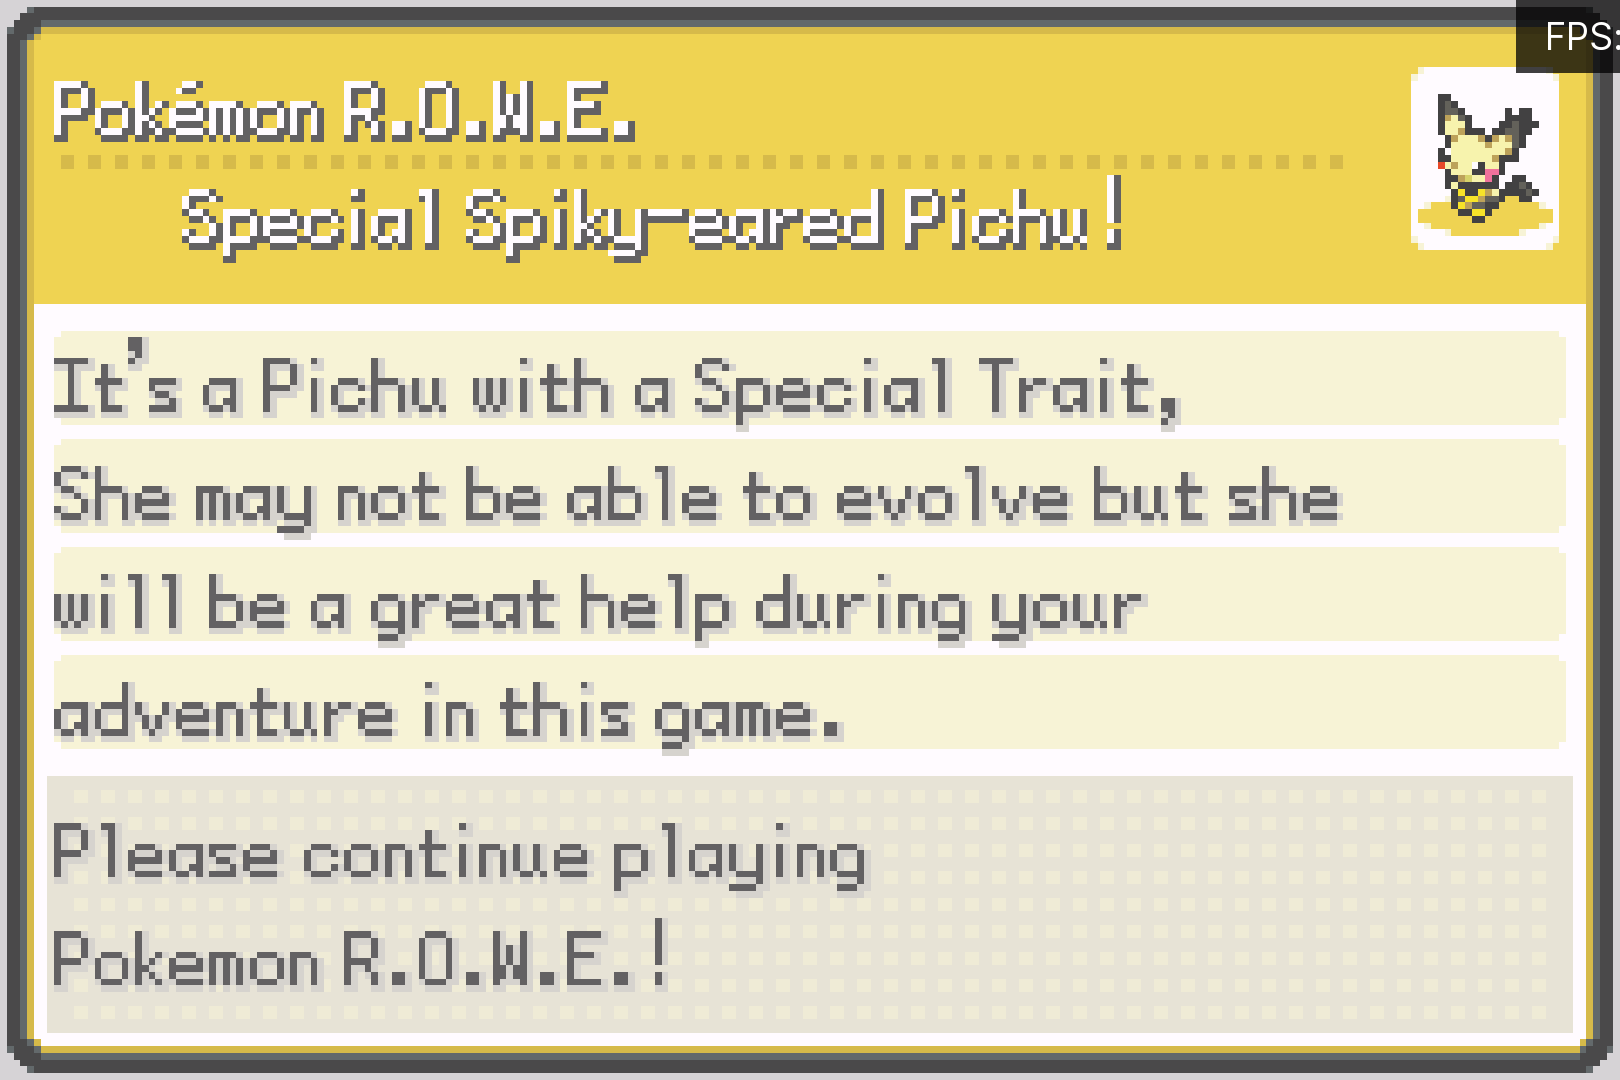 FPS:
Pokémon R.O.W.E.
Special Spiky-eared Pichu!
It's a Pichu with a Special Trait,
She may not be able to evolve but she
will be a great help during your
adventure in this game.
Please continue playing
Pokemon R.O.W.E.!